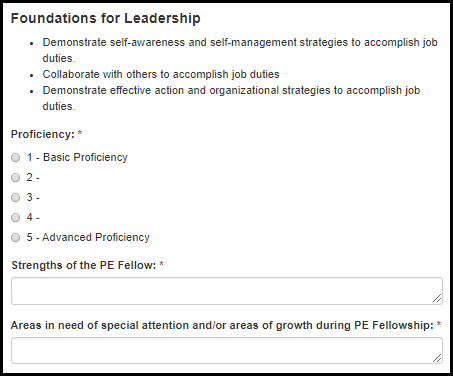 Foundations for Leadership
• Demonstrate self-awareness and self-management strategies to accomplish job
duties.
• Collaborate with others to accomplish job duties
• Demonstrate effective action and organizational strategies to accomplish job
duties.
Proficiency: *
1 - Basic Proficiency
2 -
3 -
4 -
5 - Advanced Proficiency
Strengths of the PE Fellow: *
Areas in need of special attention and/or areas of growth during PE Fellowship: *